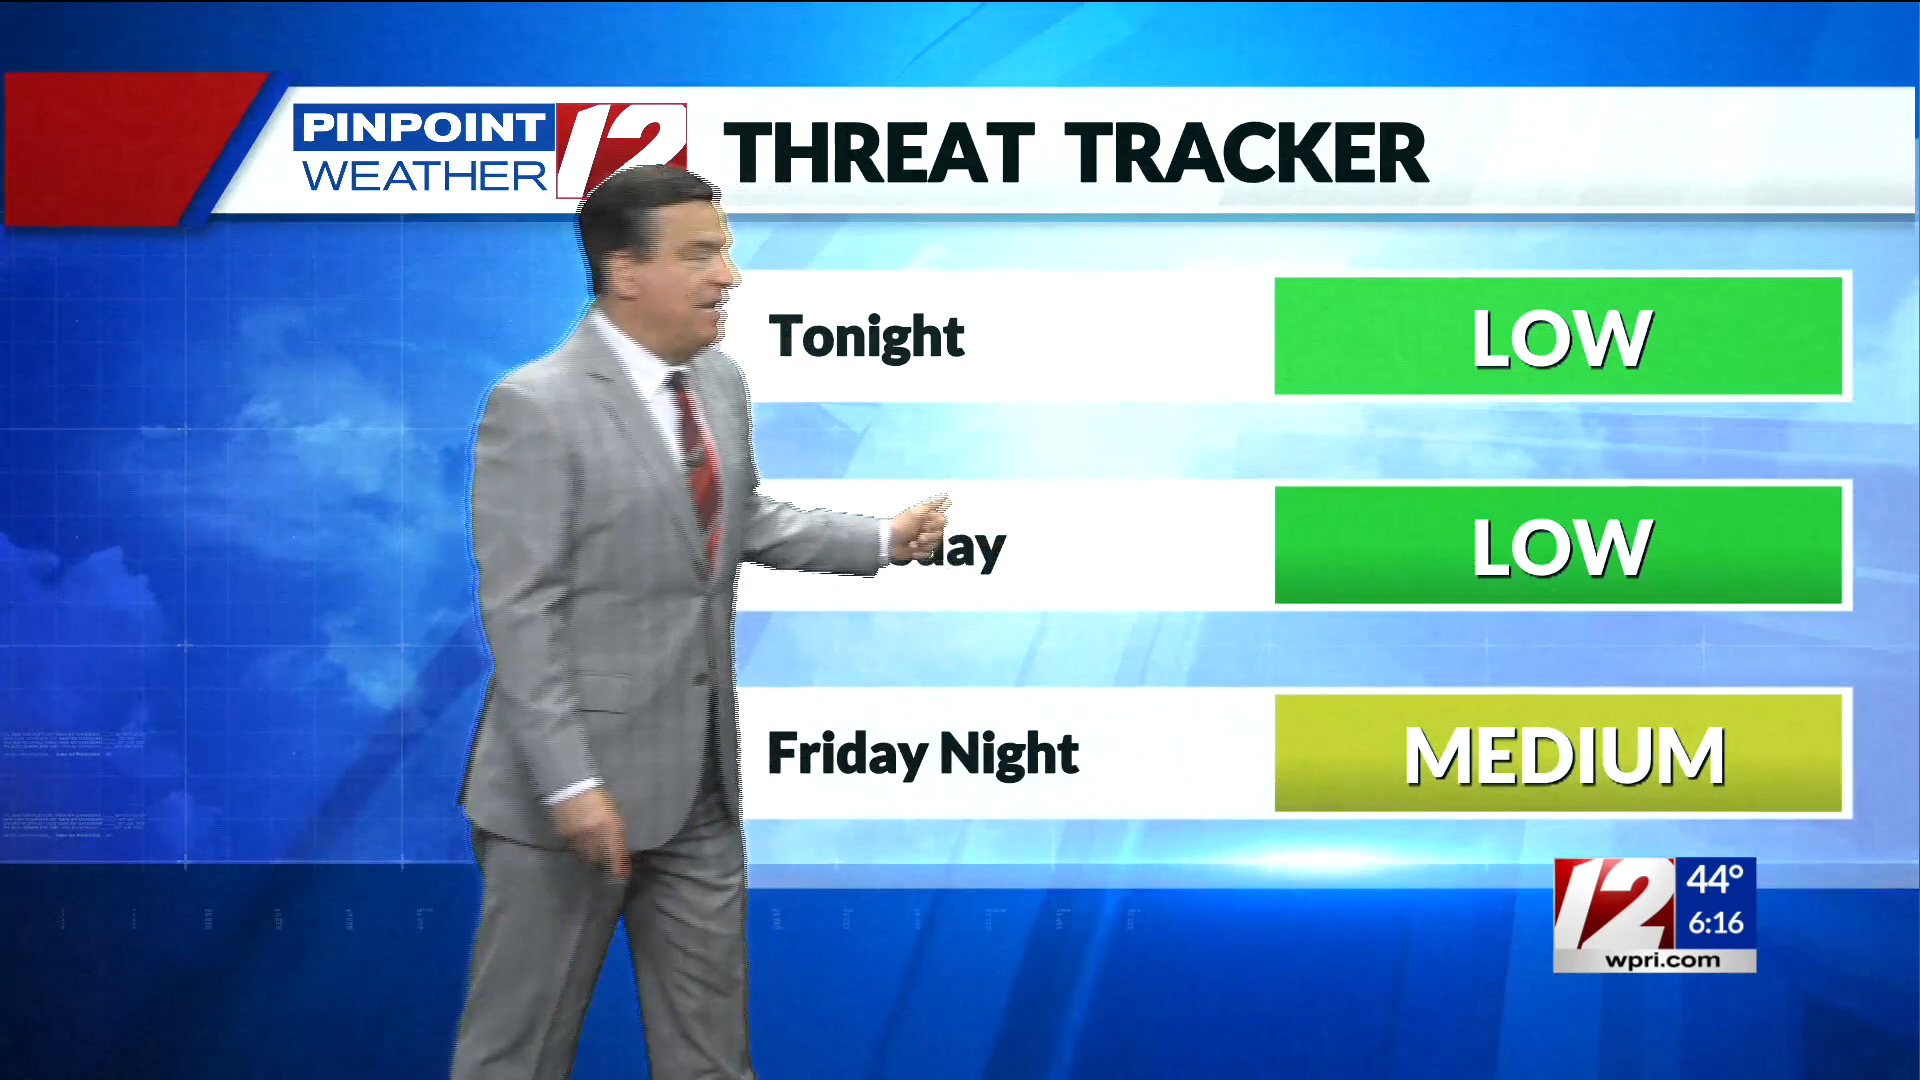 PINPOINT
WEATHER
12
THREAT TRACKER
Tonight
LOW
LOW
Friday Night
MEDIUM
12
44°
6:16
wpri.com